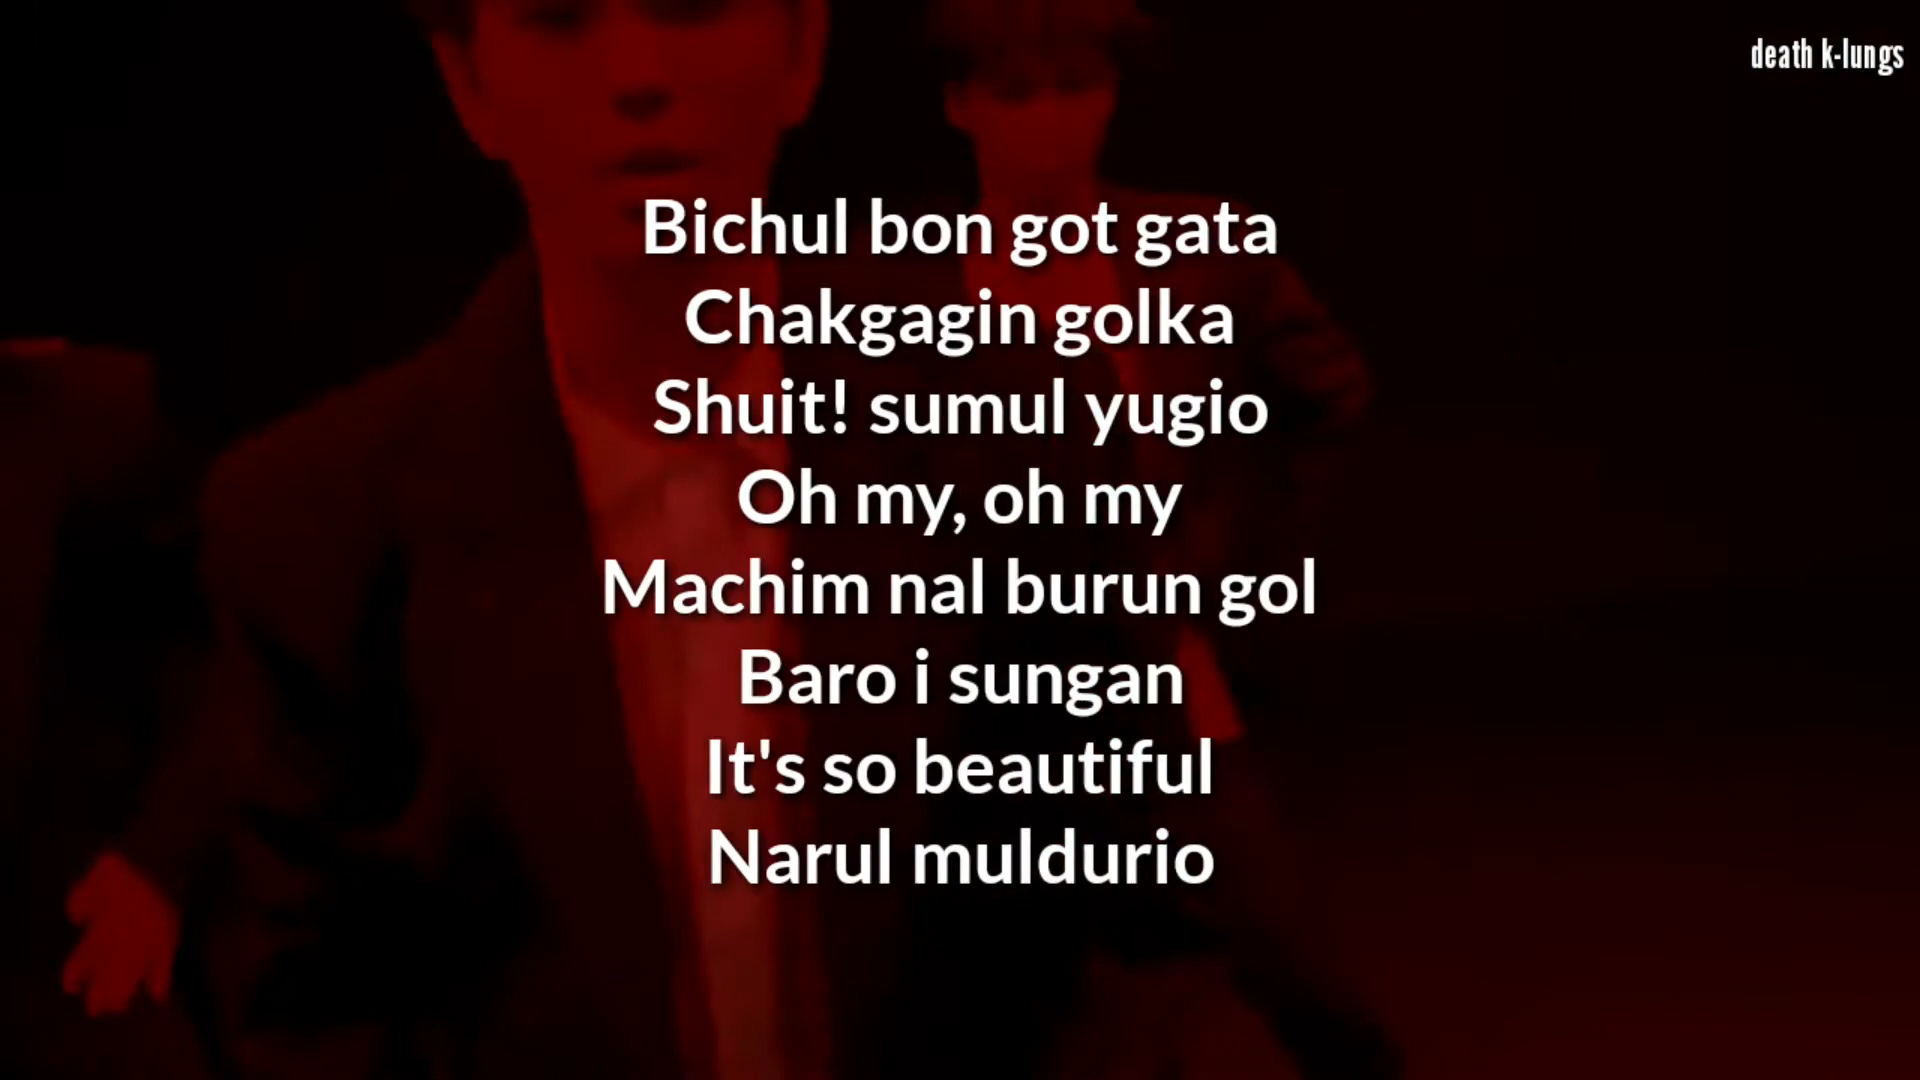 death k-lungs
Bichul bon got gata
Chakgagin golka
Shuit! sumul yugio
Oh my, oh my
Machim nal burun gol
Baro i sungan
It's so beautiful
Narul muldurio